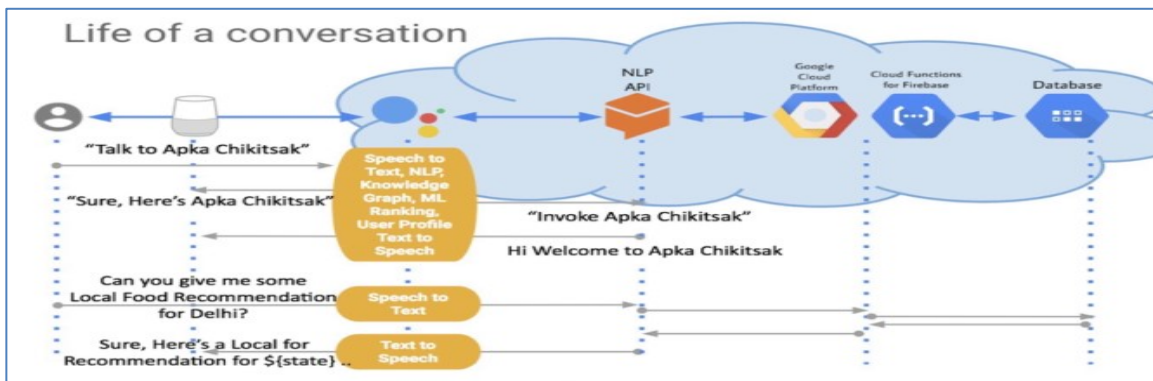 Life of a conversation
NLP
API
Google
Cloud
Platform
Cloud Functions
for Firebase
Database
“Talk to Apka Chikitsak”
Speech to
Text, NLP,
Knowledge
Graph, ML
Ranking,
User Profile
Text to
Speech
“Sure, Here’s Apka Chikitsak”
“Invoke Apka Chikitsak”
Hi Welcome to Apka Chikitsak
Can you give me some
Local Food Recommendation
for Delhi?
Speech to
Text
Sure, Here’s a Local for
Recommendation for ${state} ..
Text to
Speech